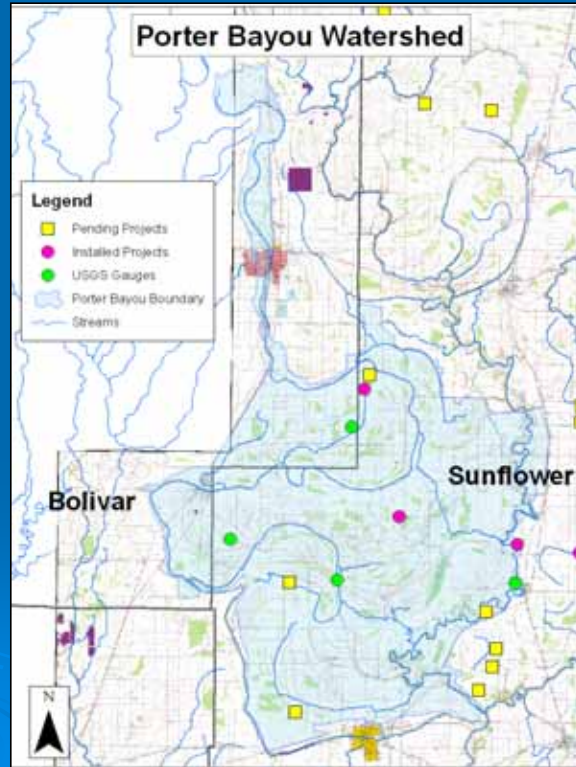 Porter Bayou Watershed
Legend
Pending Projects
Installed Projects
USGS Gauges
Porter Bayou Boundary
Streams
Sunflower
Bolivar
N